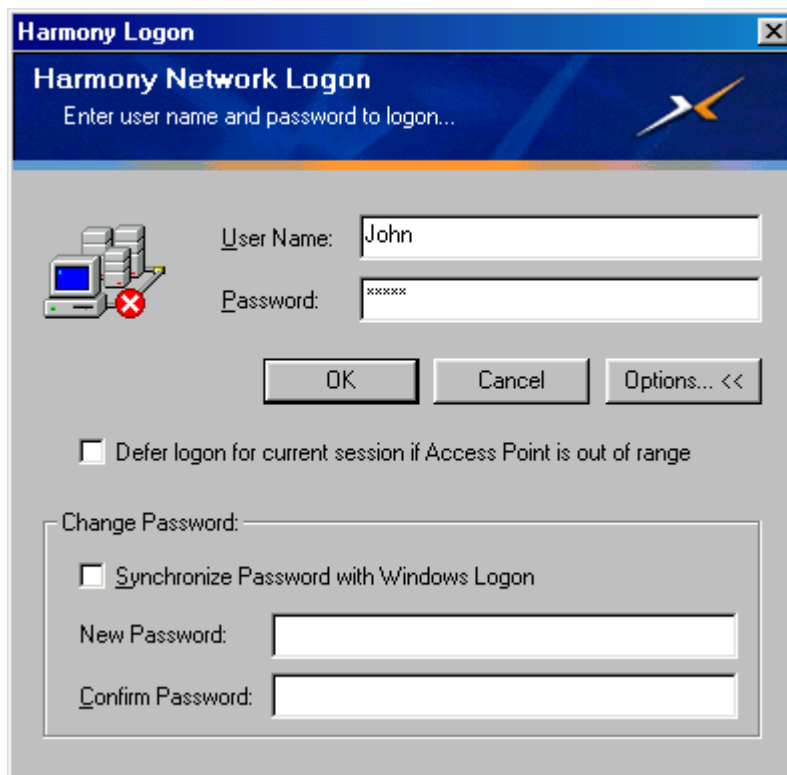 Harmony Logon
Harmony Network Logon
Enter user name and password to logon...
User Name: John
Password: *****
OK Cancel Options... <<
Defer logon for current session if Access Point is out of range
Change Password:
Synchronize Password with Windows Logon
New Password:
Confirm Password: